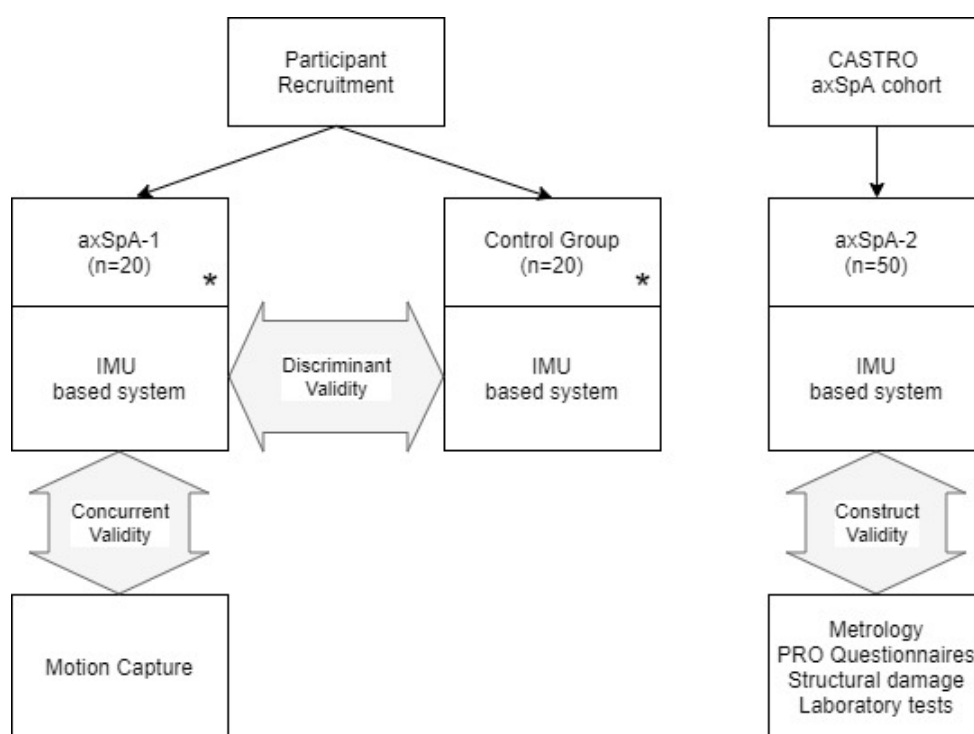 Participant
Recruitment
CASTRO
axSpA cohort
axSpA-1
(n=20)
*
Control Group
(n=20)
*
axSpA-2
(n=50)
IMU
based system
Discriminant
Validity
IMU
based system
IMU
based system
Concurrent
Validity
Construct
Validity
Motion Capture
Metrology
PRO Questionnaires
Structural damage
Laboratory tests